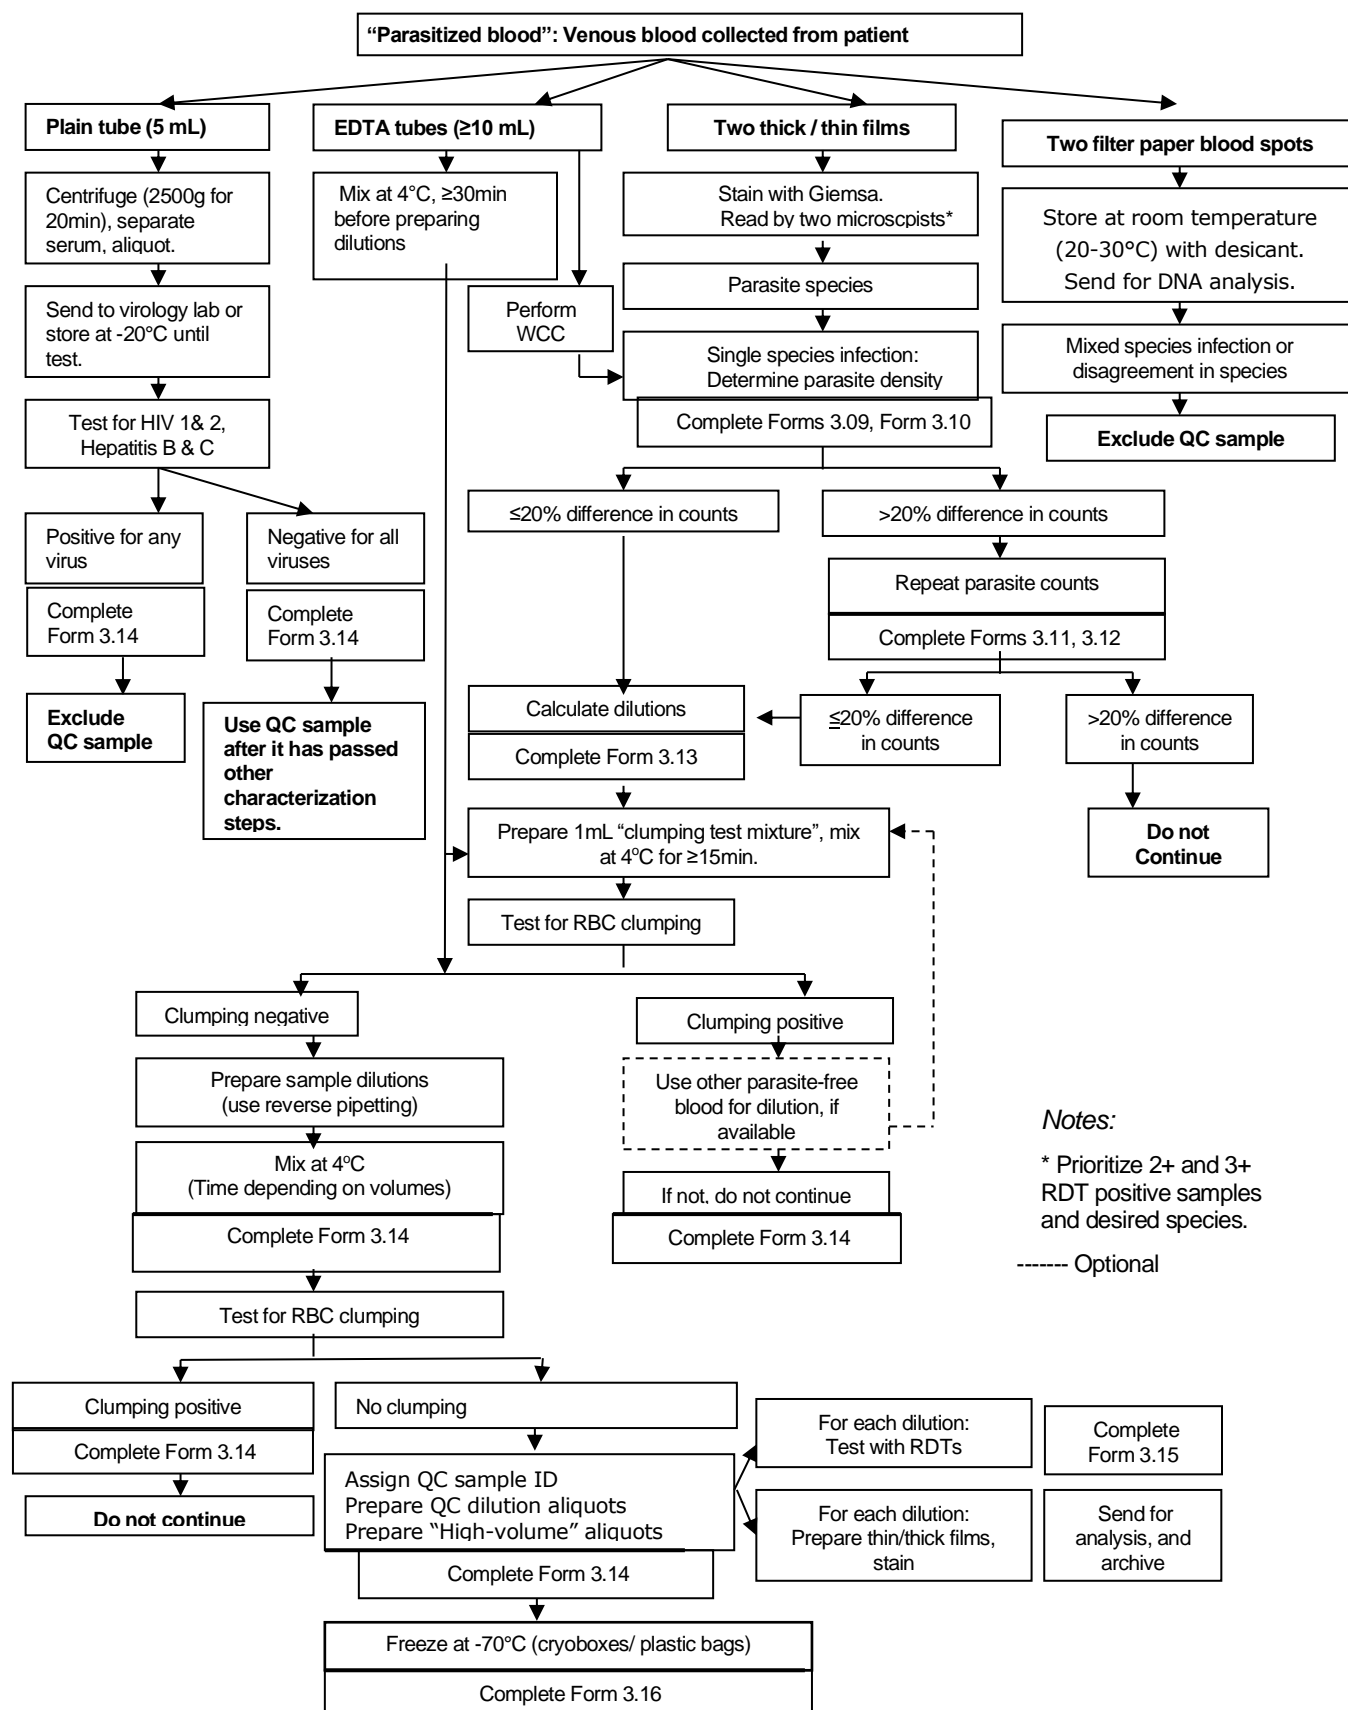 “Parasitized blood”: Venous blood collected from patient
Plain tube (5 mL)
Centrifuge (2500g for
20min), separate
serum, aliquot.
Send to virology lab or
store at -20°C until
test.
Test for HIV 1& 2,
Hepatitis B & C
Positive for any
virus
Complete
Form 3.14
Exclude
QC sample
Negative for all
viruses
Complete
Form 3.14
Use QC sample
after it has passed
other
characterization
steps.
EDTA tubes (≥10 mL)
Mix at 4°C, ≥30min
before preparing
dilutions
Perform
WCC
Two thick / thin films
Stain with Giemsa.
Read by two microscpists*
Parasite species
Single species infection:
Determine parasite density
Complete Forms 3.09, Form 3.10
≤20% difference in counts
>20% difference in counts
Repeat parasite counts
Complete Forms 3.11, 3.12
≤20% difference
in counts
>20% difference
in counts
Do not
Continue
Two filter paper blood spots
Store at room temperature
(20-30°C) with desicant.
Send for DNA analysis.
Mixed species infection or
disagreement in species
Exclude QC sample
Calculate dilutions
Complete Form 3.13
Prepare 1mL “clumping test mixture”, mix
at 4°C for ≥15min.
Test for RBC clumping
Clumping negative
Prepare sample dilutions
(use reverse pipetting)
Mix at 4°C
(Time depending on volumes)
Complete Form 3.14
Test for RBC clumping
Clumping positive
Use other parasite-free
blood for dilution, if
available
If not, do not continue
Complete Form 3.14
Notes:
* Prioritize 2+ and 3+
RDT positive samples
and desired species.
------- Optional
Clumping positive
Complete Form 3.14
Do not continue
No clumping
Assign QC sample ID
Prepare QC dilution aliquots
Prepare “High-volume” aliquots
Complete Form 3.14
For each dilution:
Test with RDTs
Complete
Form 3.15
For each dilution:
Prepare thin/thick films,
stain
Send for
analysis, and
archive
Freeze at -70°C (cryoboxes/ plastic bags)
Complete Form 3.16